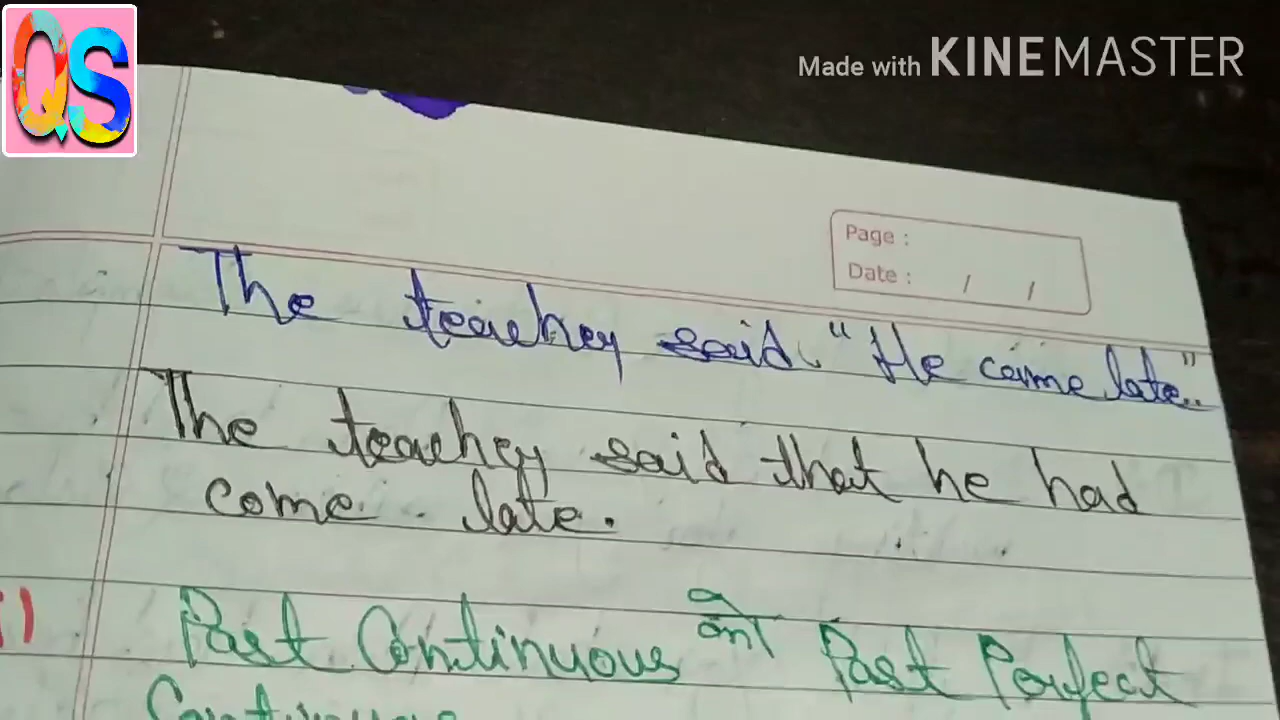 QS
Made with KINEMASTER
Page :
Date : / /
The teacher said, "He came late".
The teacher said that he had
come late.
Past Continuous को Past Perfect
Continuous